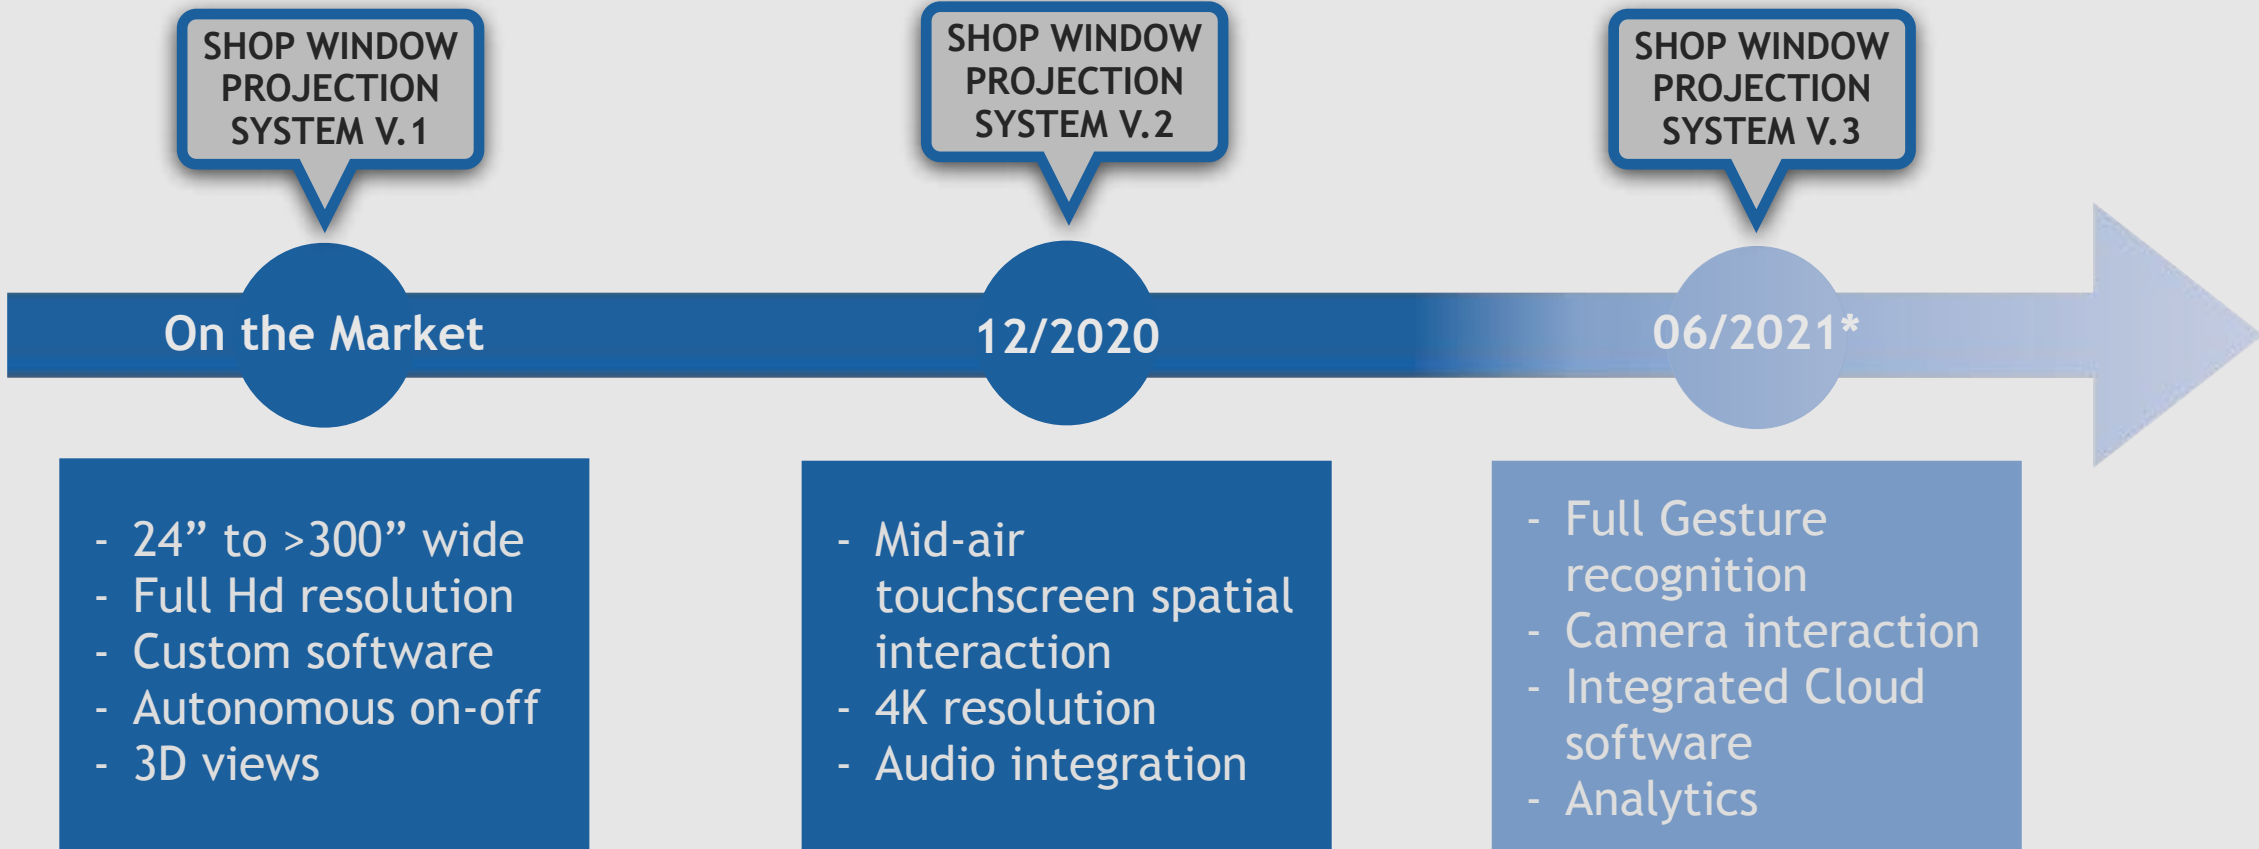 SHOP WINDOW
PROJECTION
SYSTEM V.1
SHOP WINDOW
PROJECTION
SYSTEM V.2
SHOP WINDOW
PROJECTION
SYSTEM V.3
On the Market
12/2020
06/2021*
- 24” to >300” wide
- Full Hd resolution
- Custom software
- Autonomous on-off
- 3D views
- Mid-air
touchscreen spatial
interaction
- 4K resolution
- Audio integration
- Full Gesture
recognition
- Camera interaction
- Integrated Cloud
software
- Analytics